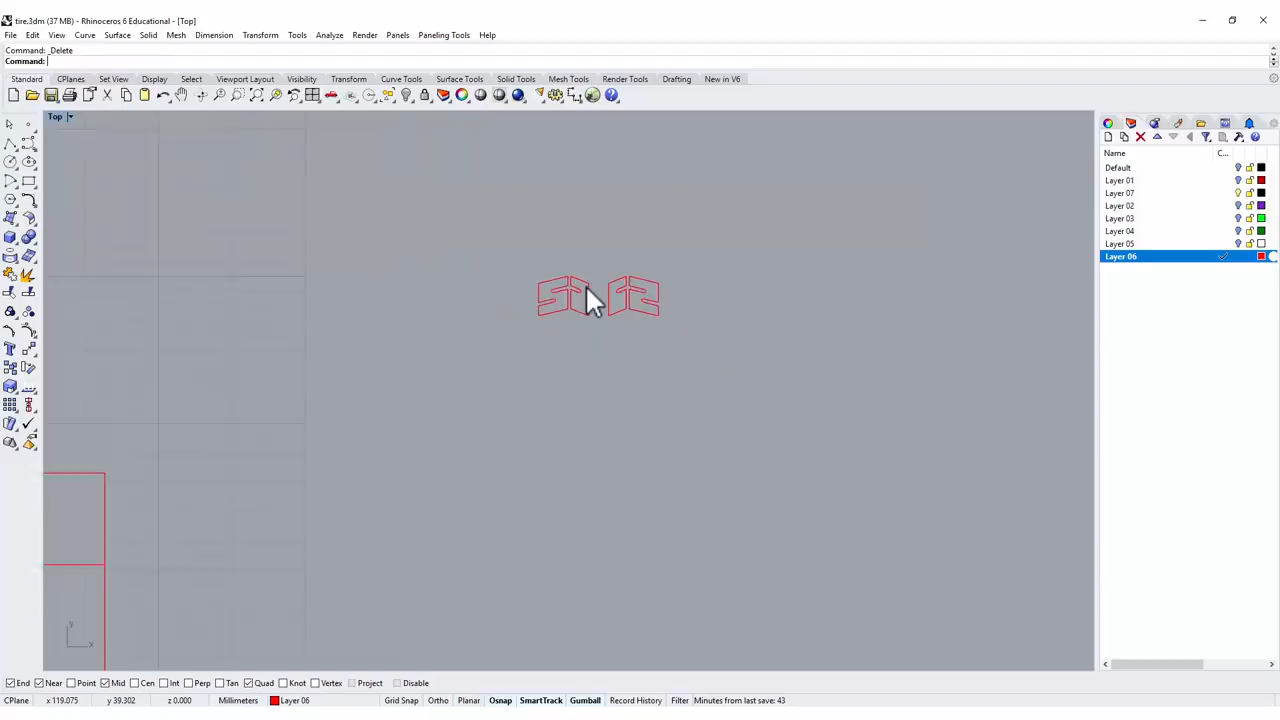 tire.3dm (37 MB) - Rhinoceros 6 Educational - [Top]
File Edit View Curve Surface Solid Mesh Dimension Transform Tools Analyze Render Panels Paneling Tools Help
Command: _Delete
Command:
Standard CPlanes Set View Display Select Viewport Layout Visibility Transform Curve Tools Surface Tools Solid Tools Mesh Tools Render Tools Drafting New in V6
Top
Name C...
Default
Layer 01
Layer 07
Layer 02
Layer 03
Layer 04
Layer 05
Layer 06
y
x
End Near Point Mid Cen Int Perp Tan Quad Knot Vertex Project Disable
CPlane x 119.075 y 39.302 z 0.000 Millimeters Layer 06 Grid Snap Ortho Planar Osnap SmartTrack Gumball Record History Filter Minutes from last save: 43